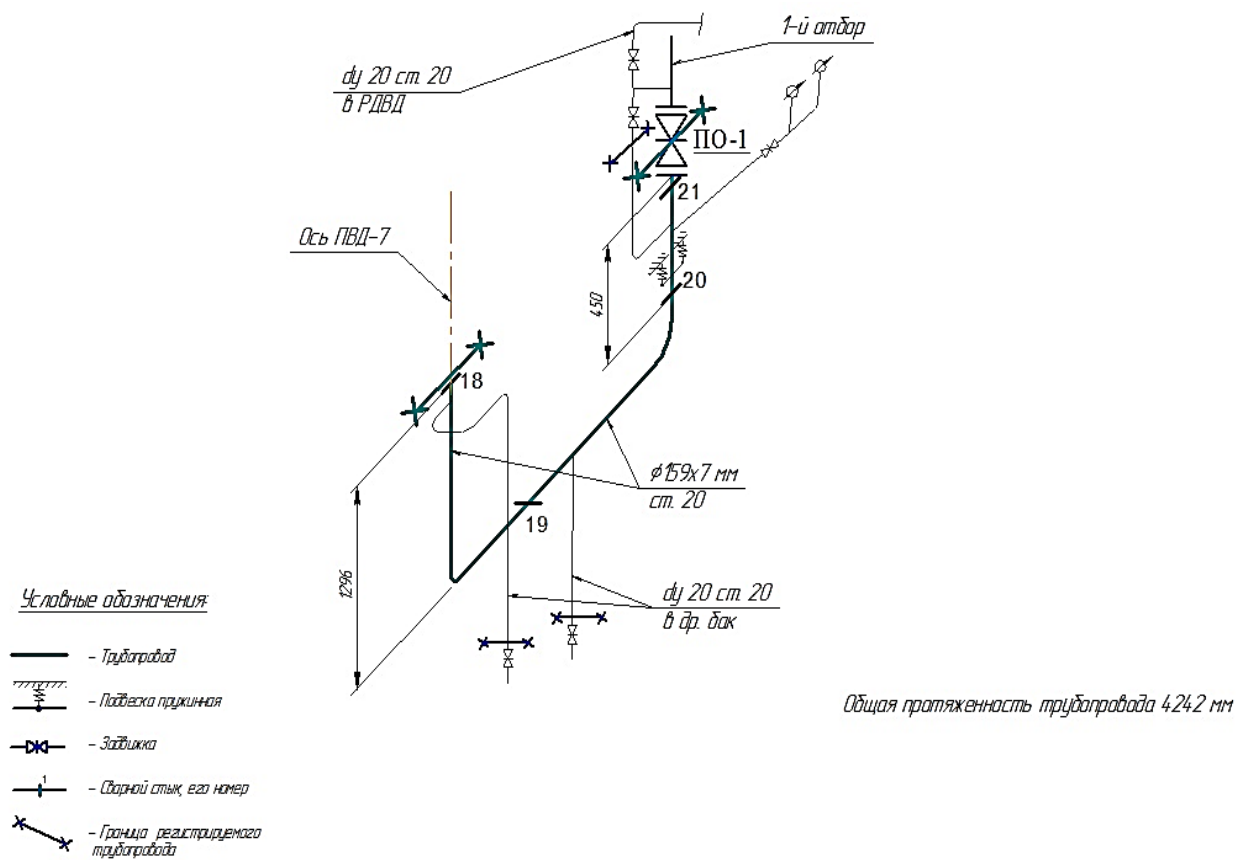 1-й отбор
dу 20 ст. 20
в РДВД
ПО-1
21
Ось ПВД-7
20
450
18
ϕ159х7 мм
ст. 20
19
1296
dу 20 ст. 20
в др. бак
Условные обозначения:
- Трубопровод
- Подвеска пружинная
- Задвижка
1
- Сварной стык, его номер
- Граница регистрируемого
трубопровода
Общая протяженность трубопровода 4242 мм